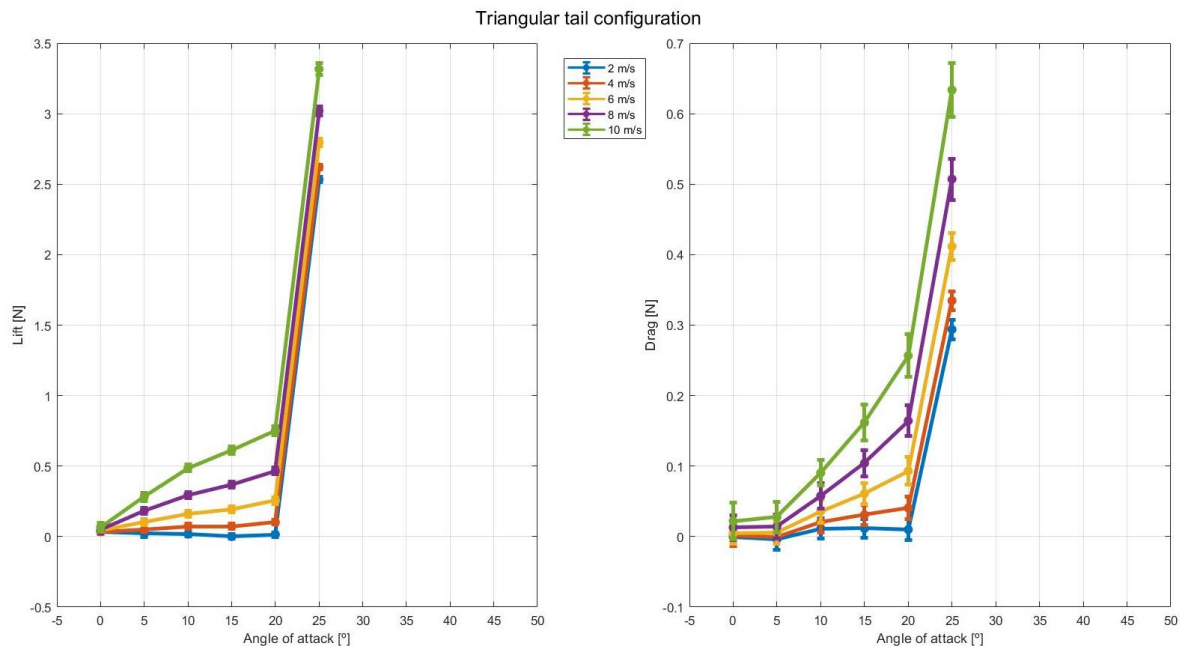 Triangular tail configuration
3.5
3
2.5
2
1.5
1
0.5
0
-0.5
-5 0 5 10 15 20 25 30 35 40 45 50
Lift [N]
Angle of attack [º]
2 m/s
4 m/s
6 m/s
8 m/s
10 m/s
0.7
0.6
0.5
0.4
0.3
0.2
0.1
0
-0.1
-5 0 5 10 15 20 25 30 35 40 45 50
Drag [N]
Angle of attack [º]